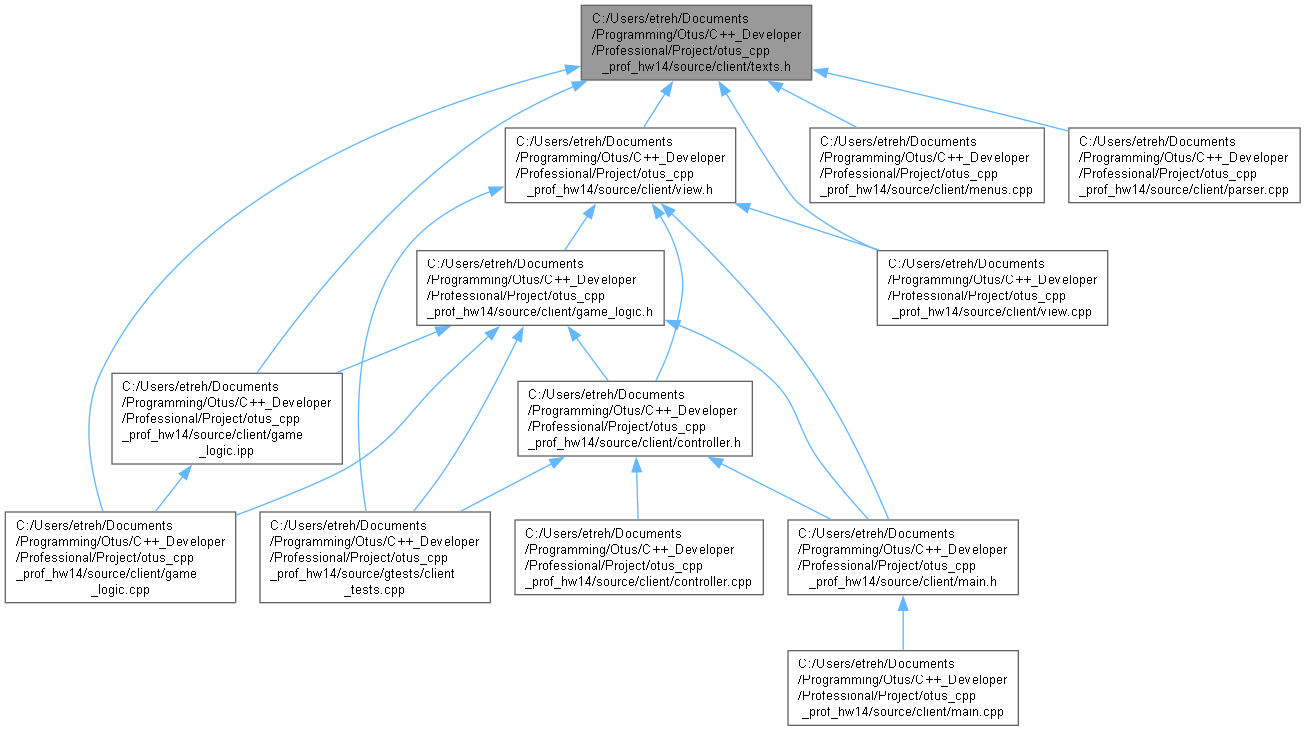 C:/Users/etreh/Documents
/Programming/Otus/C++_Developer
/Professional/Project/otus_cpp
_prof_hw14/source/client/texts.h
C:/Users/etreh/Documents
/Programming/Otus/C++_Developer
/Professional/Project/otus_cpp
_prof_hw14/source/client/view.h
C:/Users/etreh/Documents
/Programming/Otus/C++_Developer
/Professional/Project/otus_cpp
_prof_hw14/source/client/menus.cpp
C:/Users/etreh/Documents
/Programming/Otus/C++_Developer
/Professional/Project/otus_cpp
_prof_hw14/source/client/parser.cpp
C:/Users/etreh/Documents
/Programming/Otus/C++_Developer
/Professional/Project/otus_cpp
_prof_hw14/source/client/game_logic.h
C:/Users/etreh/Documents
/Programming/Otus/C++_Developer
/Professional/Project/otus_cpp
_prof_hw14/source/client/view.cpp
C:/Users/etreh/Documents
/Programming/Otus/C++_Developer
/Professional/Project/otus_cpp
_prof_hw14/source/client/game
_logic.ipp
C:/Users/etreh/Documents
/Programming/Otus/C++_Developer
/Professional/Project/otus_cpp
_prof_hw14/source/client/controller.h
C:/Users/etreh/Documents
/Programming/Otus/C++_Developer
/Professional/Project/otus_cpp
_prof_hw14/source/client/game
_logic.cpp
C:/Users/etreh/Documents
/Programming/Otus/C++_Developer
/Professional/Project/otus_cpp
_prof_hw14/source/gtests/client
_tests.cpp
C:/Users/etreh/Documents
/Programming/Otus/C++_Developer
/Professional/Project/otus_cpp
_prof_hw14/source/client/controller.cpp
C:/Users/etreh/Documents
/Programming/Otus/C++_Developer
/Professional/Project/otus_cpp
_prof_hw14/source/client/main.h
C:/Users/etreh/Documents
/Programming/Otus/C++_Developer
/Professional/Project/otus_cpp
_prof_hw14/source/client/main.cpp